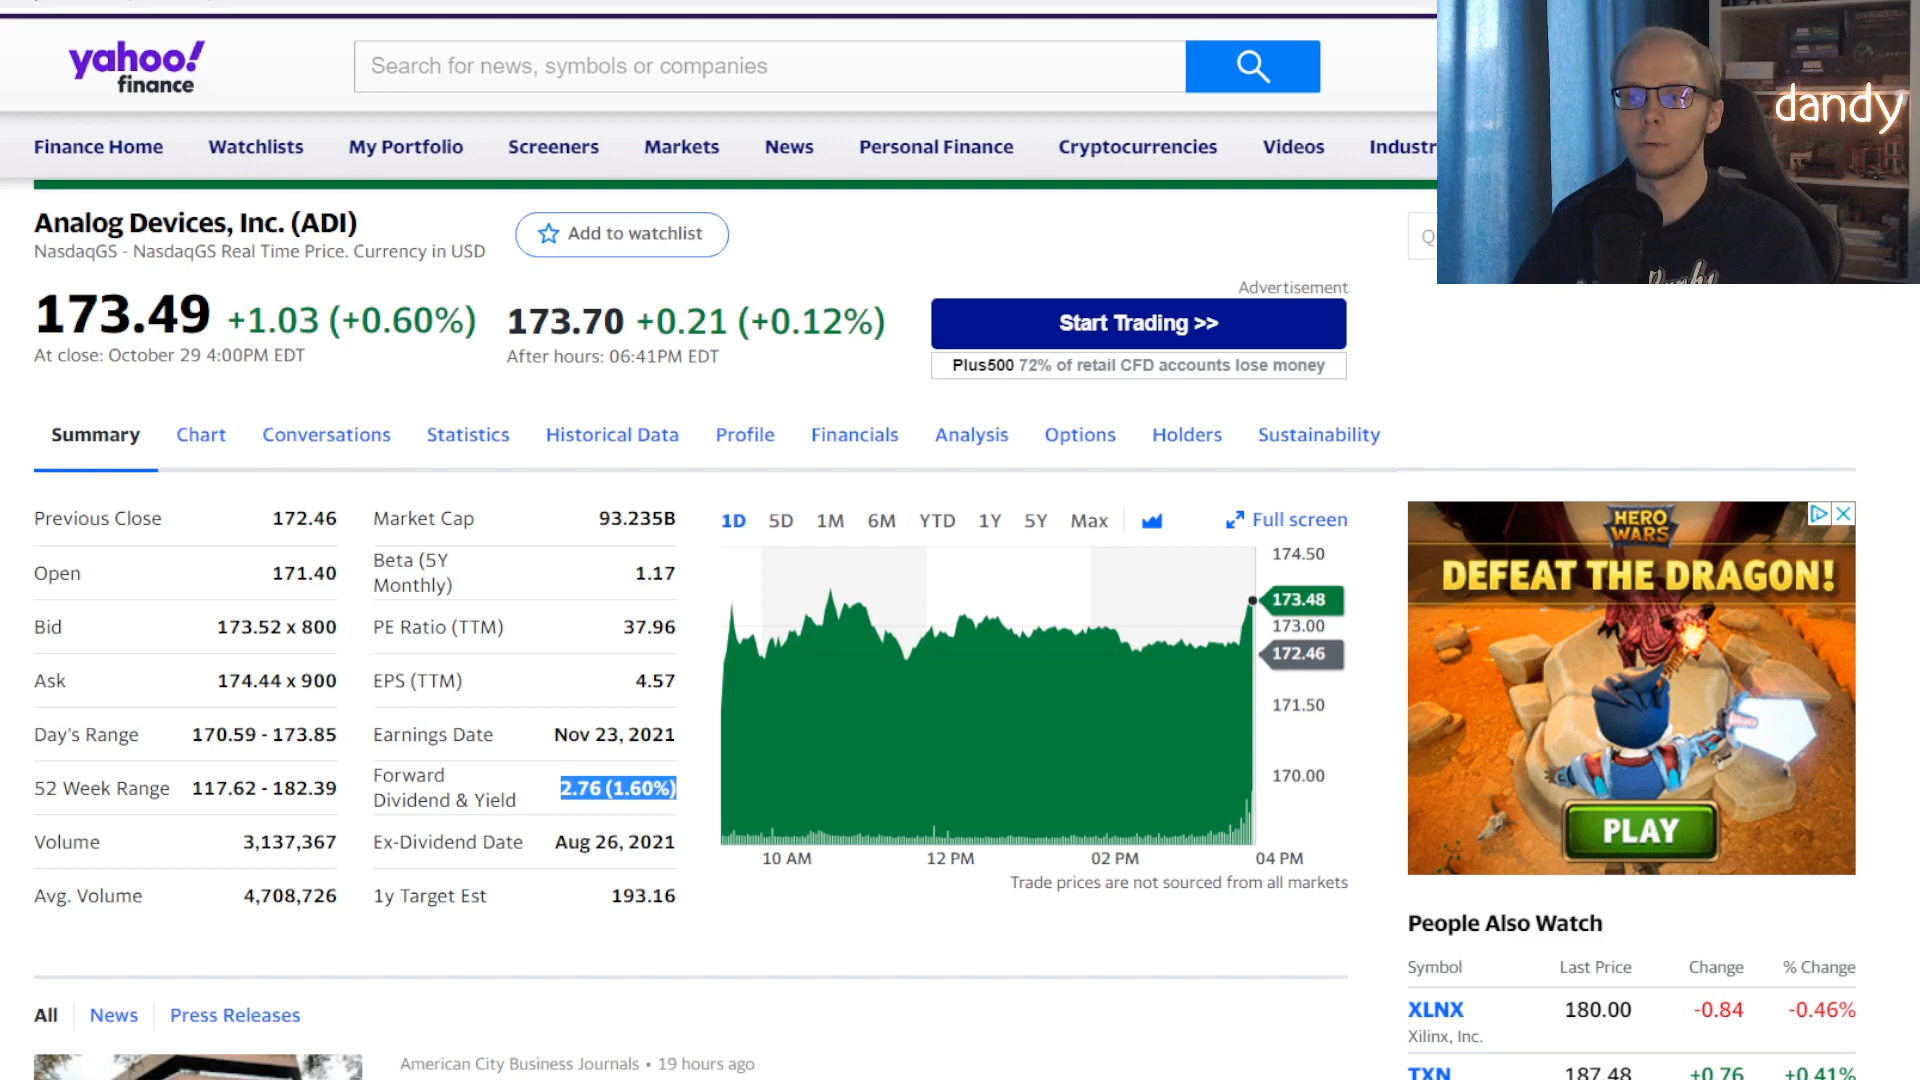 yahoo!
finance
Search for news, symbols or companies
dandy
Finance Home Watchlists My Portfolio Screeners Markets News Personal Finance Cryptocurrencies Videos Industr
Analog Devices, Inc. (ADI)
NasdaqGS - NasdaqGS Real Time Price. Currency in USD
Add to watchlist
Q
173.49 +1.03 (+0.60%)
At close: October 29 4:00PM EDT
173.70 +0.21 (+0.12%)
After hours: 06:41PM EDT
Advertisement
Start Trading >>
Plus500 72% of retail CFD accounts lose money
Summary Chart Conversations Statistics Historical Data Profile Financials Analysis Options Holders Sustainability
Previous Close 172.46
Open 171.40
Bid 173.52 x 800
Ask 174.44 x 900
Day's Range 170.59 - 173.85
52 Week Range 117.62 - 182.39
Volume 3,137,367
Avg. Volume 4,708,726
Market Cap 93.235B
Beta (5Y
Monthly) 1.17
PE Ratio (TTM) 37.96
EPS (TTM) 4.57
Earnings Date Nov 23, 2021
Forward
Dividend & Yield 2.76 (1.60%)
Ex-Dividend Date Aug 26, 2021
1y Target Est 193.16
1D 5D 1M 6M YTD 1Y 5Y Max Full screen
174.50
173.48
173.00
172.46
171.50
170.00
10 AM 12 PM 02 PM 04 PM
Trade prices are not sourced from all markets
HERO
WARS
DEFEAT THE DRAGON!
PLAY
People Also Watch
Symbol Last Price Change % Change
XLNX 180.00 -0.84 -0.46%
Xilinx, Inc.
TXN 187.48 +0.76 +0.41%
All News Press Releases
American City Business Journals • 19 hours ago